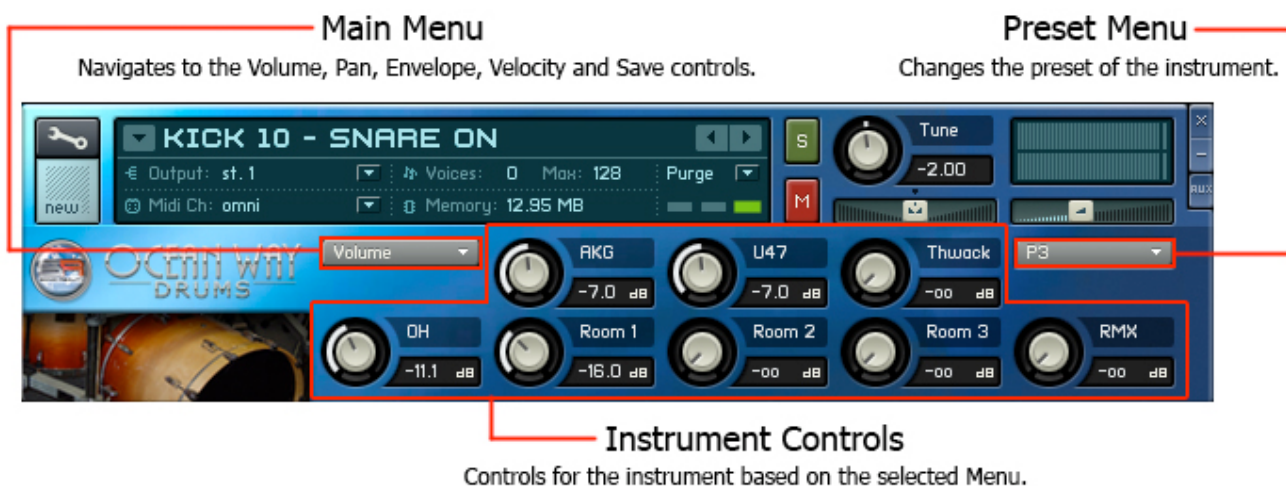 Main Menu
Navigates to the Volume, Pan, Envelope, Velocity and Save controls.
Preset Menu
Changes the preset of the instrument.
KICK 10 - SNARE ON
S
Tune
-2.00
Output: st. 1
Voices: 0 Max: 128
Purge
new
Midi Ch: omni
Memory: 12.95 MB
M
AUX
OCEAN WAY
DRUMS
Volume
AKG
-7.0 dB
U47
-7.0 dB
Thwack
-oo dB
P3
OH
-11.1 dB
Room 1
-16.0 dB
Room 2
-oo dB
Room 3
-oo dB
RMX
-oo dB
Instrument Controls
Controls for the instrument based on the selected Menu.